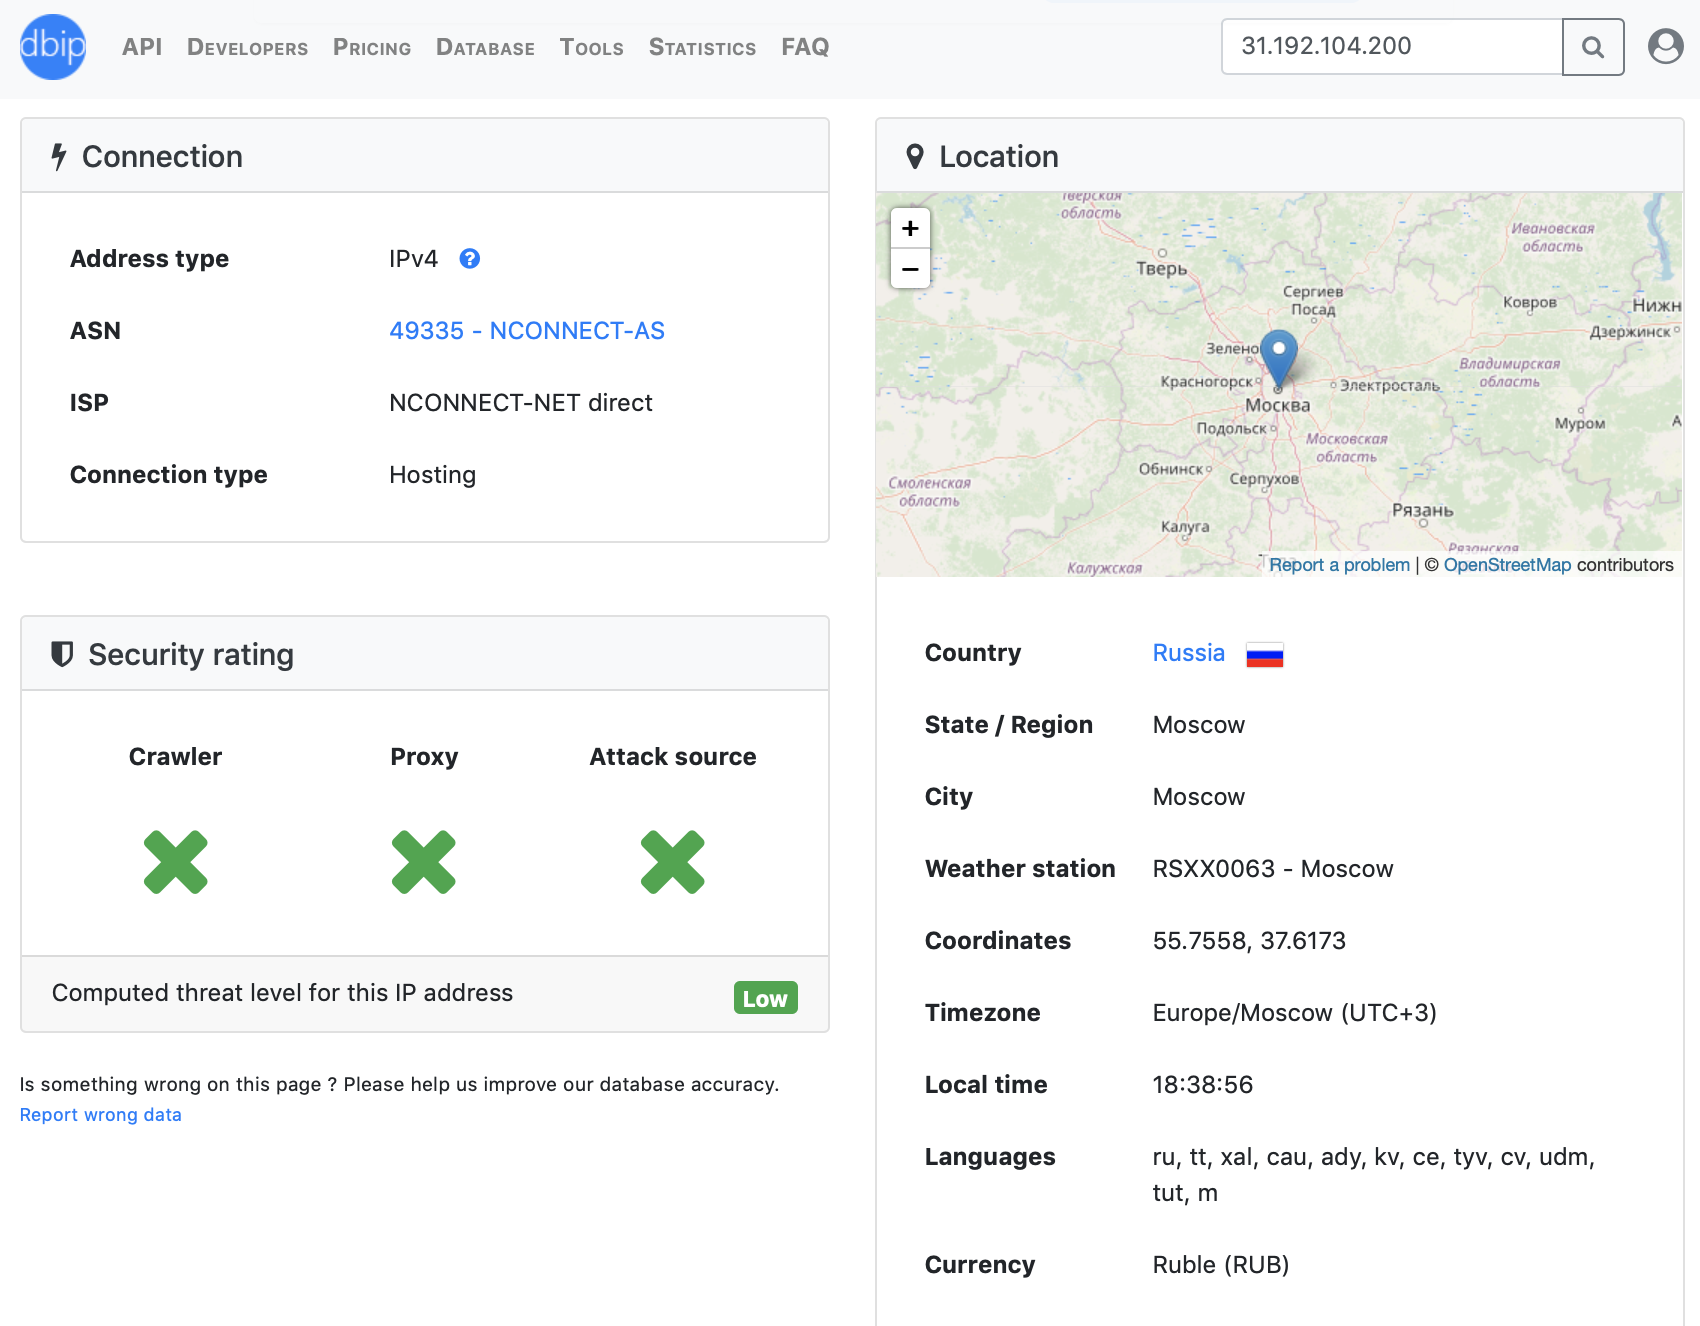 dbip
API Developers Pricing Database Tools Statistics FAQ
31.192.104.200
Connection
Address type IPv4 ?
ASN 49335 - NCONNECT-AS
ISP NCONNECT-NET direct
Connection type Hosting
Security rating
Crawler Proxy Attack source
Computed threat level for this IP address Low
Is something wrong on this page ? Please help us improve our database accuracy.
Report wrong data
Location
+
−
Тверская
область
Ивановская
область
Тверь
Сергиев
Посад
Ковров
Нижн
Дзержинск
Зелено
Владимирская
область
Красногорск
Электросталь
Москва
Подольск
Муром
Московская
область
Обнинск
Серпухов
Смоленская
область
Рязань
Калуга
Рязанская
Калужская
Report a problem | © OpenStreetMap contributors
Country Russia
State / Region Moscow
City Moscow
Weather station RSXX0063 - Moscow
Coordinates 55.7558, 37.6173
Timezone Europe/Moscow (UTC+3)
Local time 18:38:56
Languages ru, tt, xal, cau, ady, kv, ce, tyv, cv, udm,
tut, m
Currency Ruble (RUB)